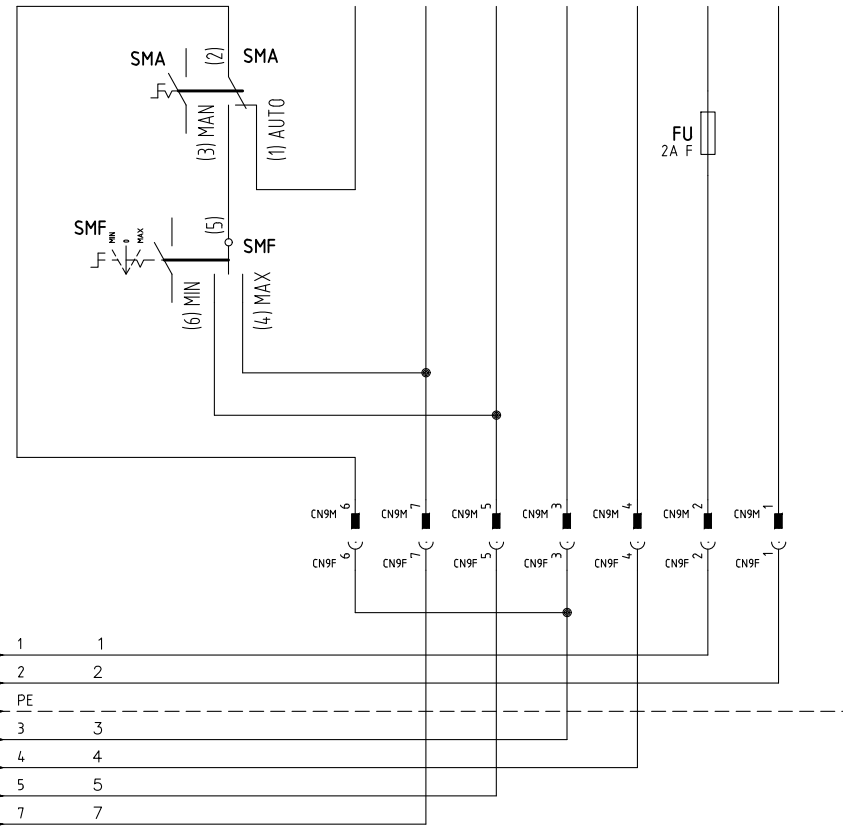 SMA
(2)
SMA
(3) MAN
(1) AUTO
FU
2A F
SMF
MIN
0
MAX
(5)
SMF
(6) MIN
(4) MAX
CN9M 6
CN9M 7
CN9M 5
CN9M 3
CN9M 4
CN9M 2
CN9M 1
CN9F 6
CN9F 7
CN9F 5
CN9F 3
CN9F 4
CN9F 2
CN9F 1
1 1
2 2
PE
3 3
4 4
5 5
7 7